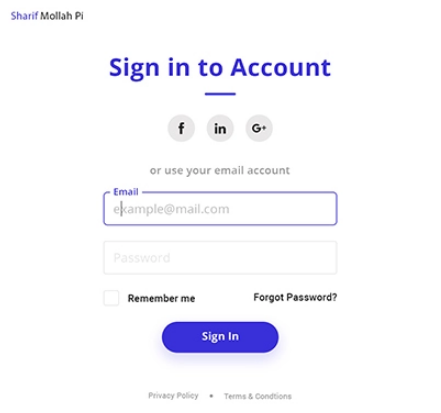 Sharif Mollah Pi
Sign in to Account
f in G+
or use your email account
Email
example@mail.com
Password
Remember me Forgot Password?
Sign In
Privacy Policy • Terms & Condtions